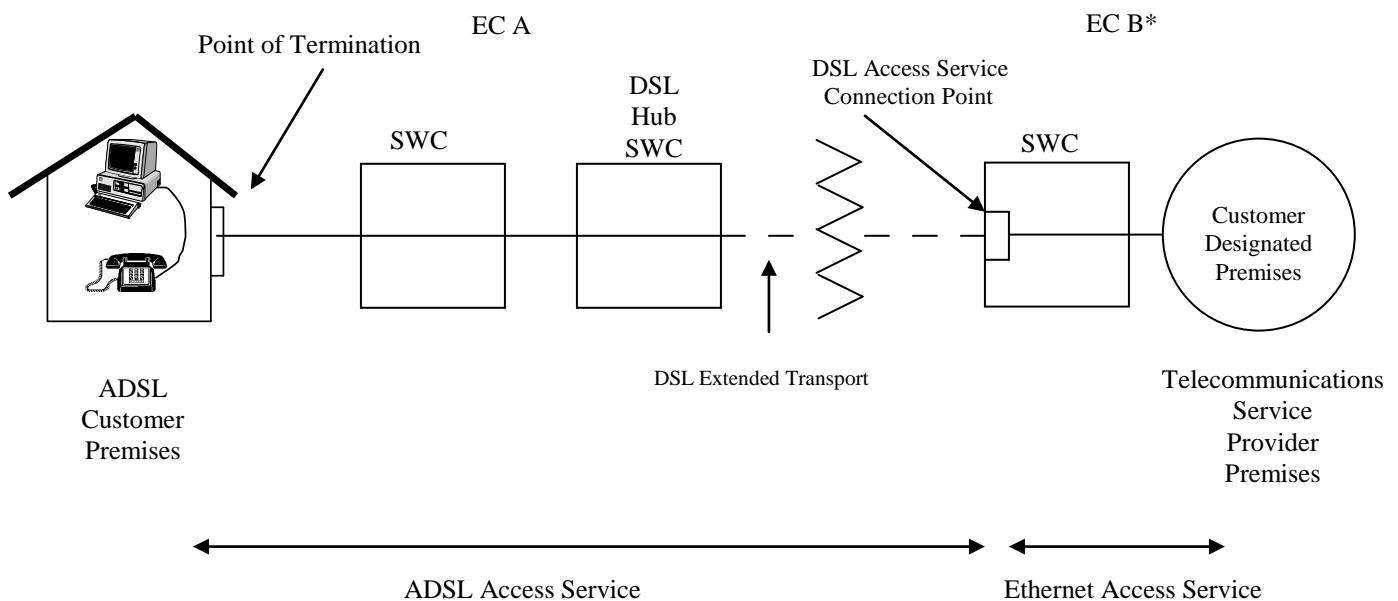 EC A
EC B*
Point of Termination
DSL Access Service
Connection Point
DSL
Hub
SWC
SWC
SWC
Customer
Designated
Premises
DSL Extended Transport
ADSL
Customer
Premises
Telecommunications
Service
Provider
Premises
ADSL Access Service
Ethernet Access Service